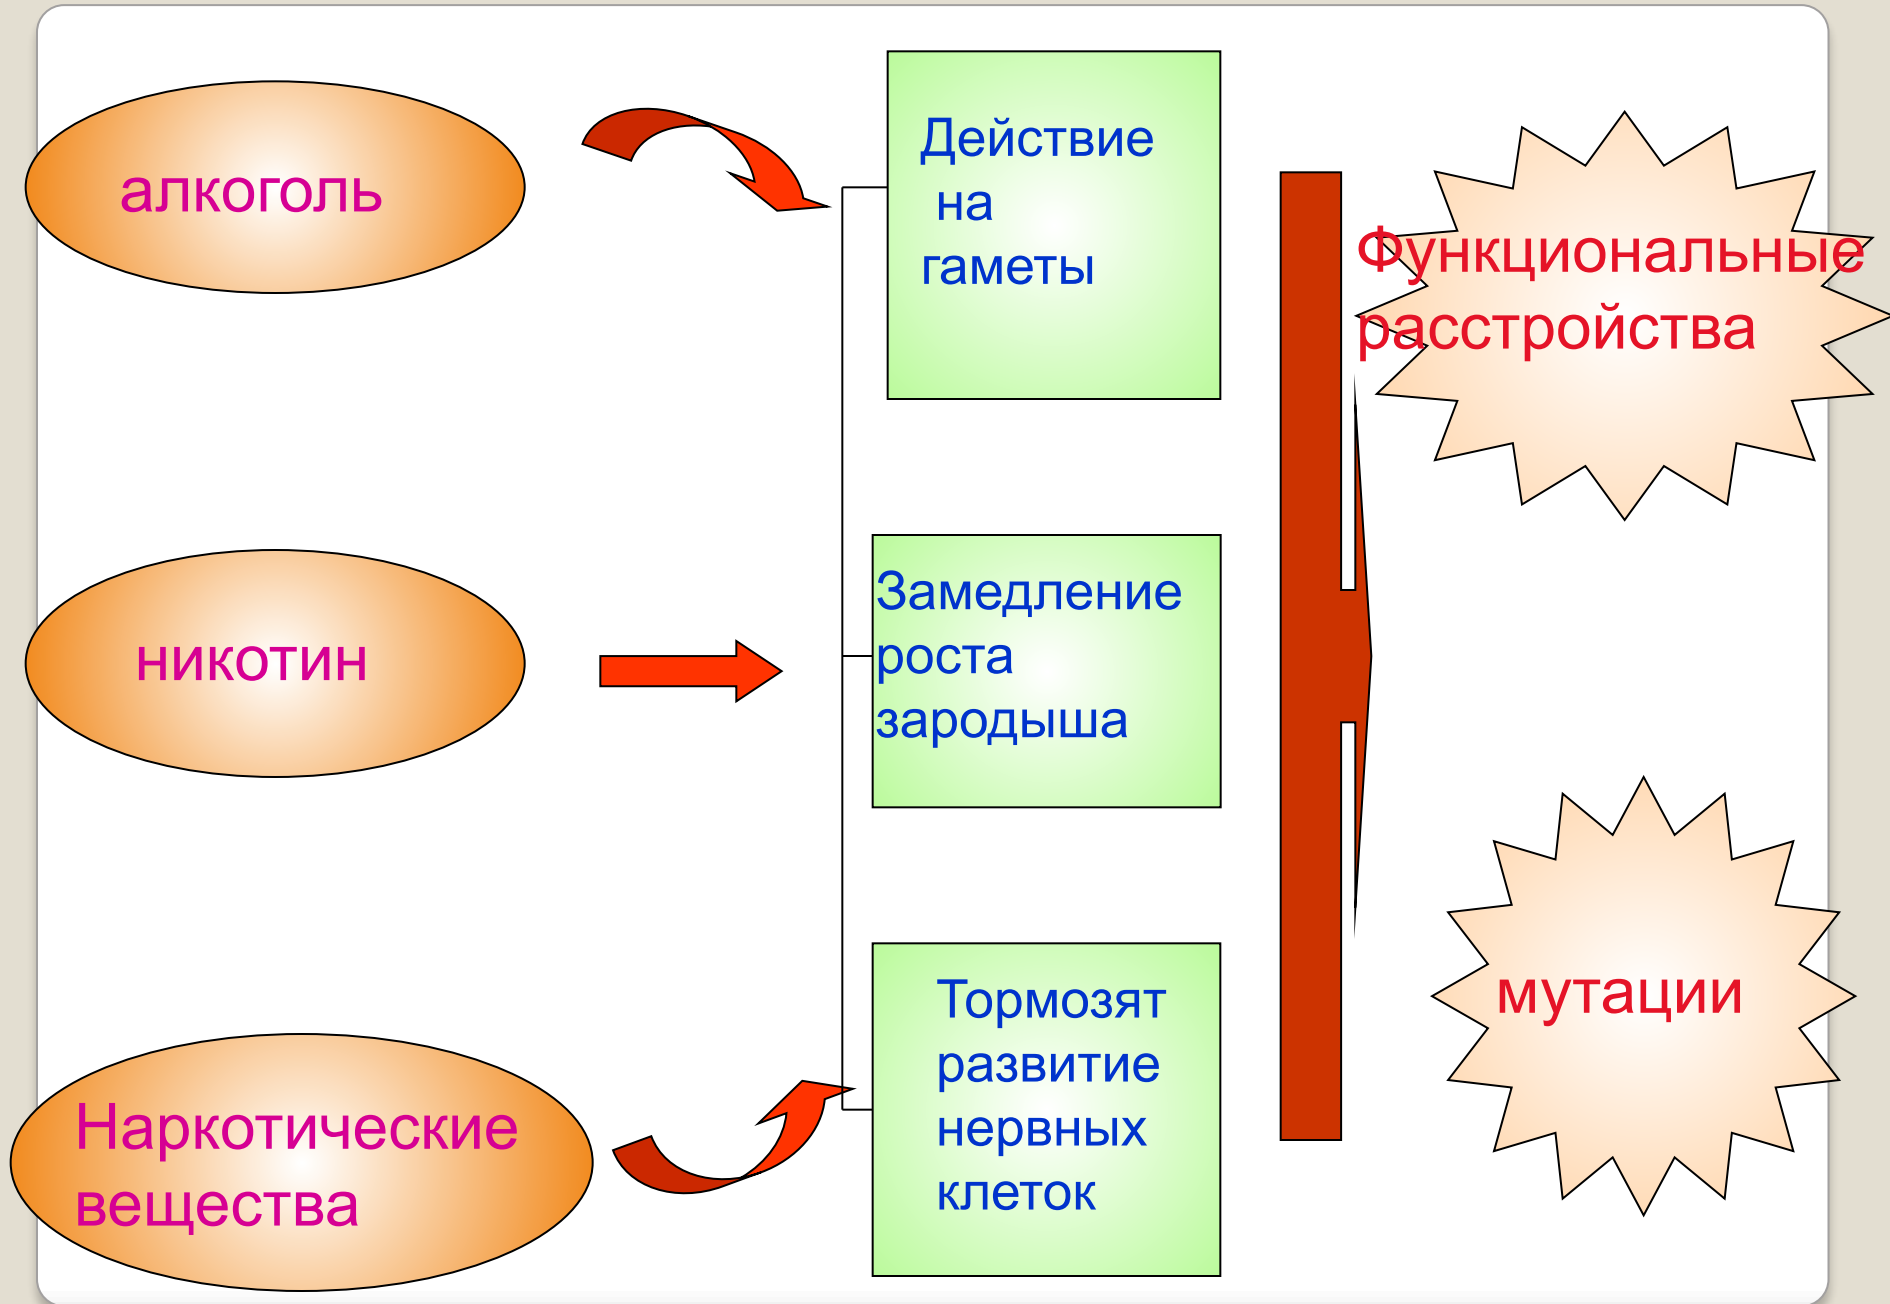 алкоголь
никотин
Наркотические
вещества
Действие
на
гаметы
Замедление
роста
зародыша
Тормозят
развитие
нервных
клеток
Функциональные
расстройства
мутации